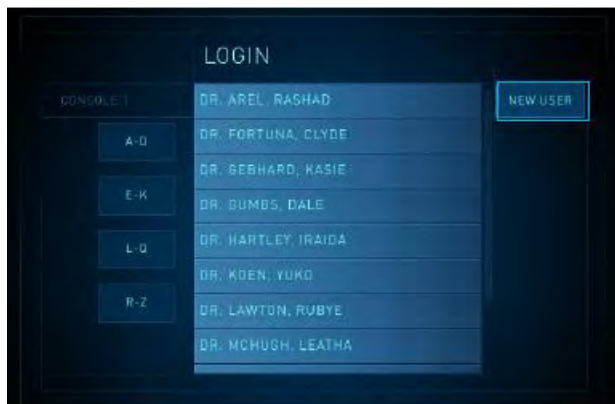 LOGIN
CONSOLE 1
DR. AREL, RASHAD
NEW USER
DR. FORTUNA, CLYDE
A-D
DR. GEBHARD, KASIE
DR. GUMBS, DALE
E-K
DR. HARTLEY, IRAIDA
L-Q
DR. KOEN, YUKO
DR. LAWTON, RUBYE
R-Z
DR. MCHUGH, LEATHA